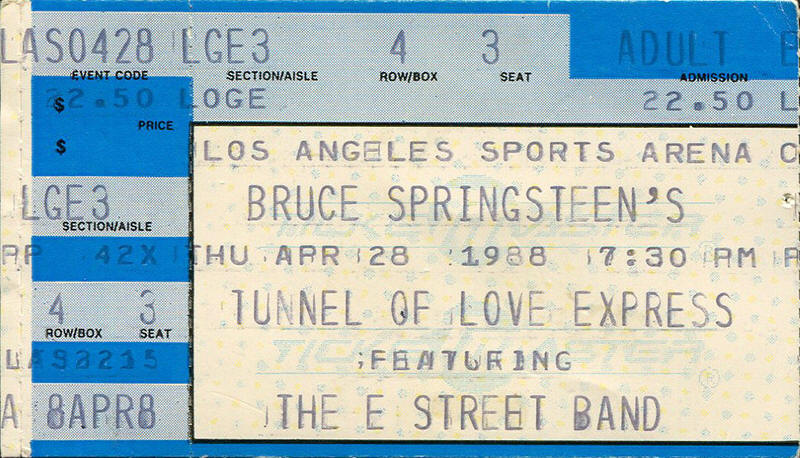 LAS0428 LGE3 4 3 ADULT
EVENT CODE SECTION/AISLE ROW/BOX SEAT ADMISSION
$ 22.50 LOGE 22.50 L
PRICE
$
LOS ANGELES SPORTS ARENA C
LGE3 BRUCE SPRINGSTEEN'S
SECTION/AISLE
TICKETMASTER
42X THU APR 28 1988 7:30 PM
4 3 TUNNEL OF LOVE EXPRESS
ROW/BOX SEAT
TICKETMASTER
FEATURING
A 8APR8 THE E STREET BAND